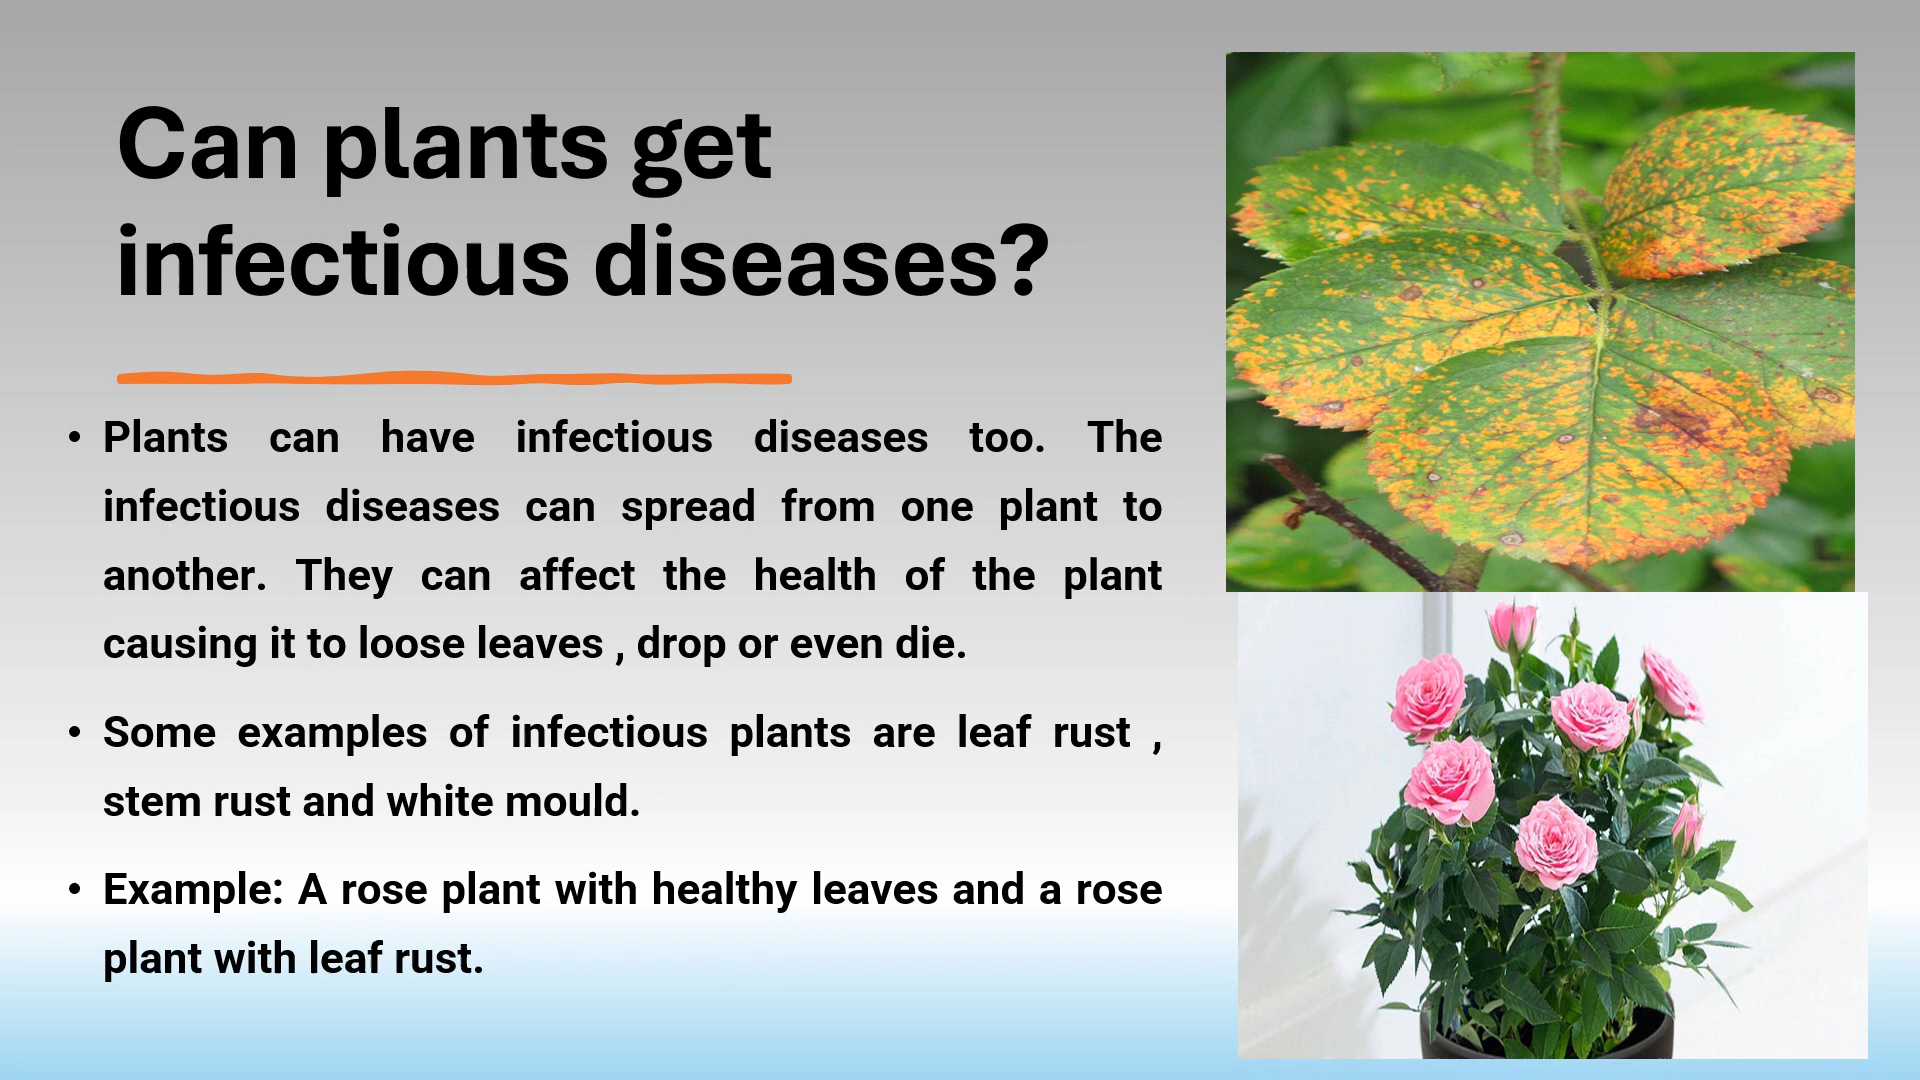 Can plants get
infectious diseases?
• Plants can have infectious diseases too. The
infectious diseases can spread from one plant to
another. They can affect the health of the plant
causing it to loose leaves , drop or even die.
• Some examples of infectious plants are leaf rust ,
stem rust and white mould.
• Example: A rose plant with healthy leaves and a rose
plant with leaf rust.